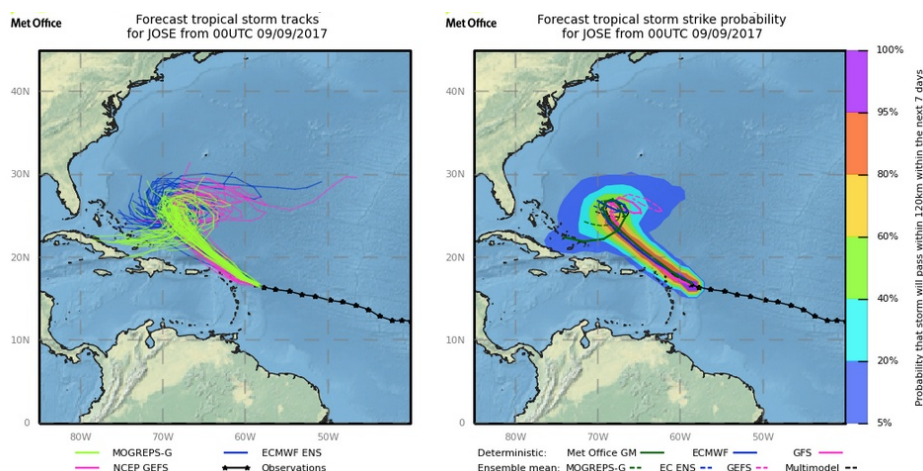 Met Office
Forecast tropical storm tracks
for JOSE from 00UTC 09/09/2017
40N
30N
20N
10N
0
80W
70W
60W
50W
MOGREPS-G
ECMWF ENS
NCEP GEFS
Observations
Met Office
Forecast tropical storm strike probability
for JOSE from 00UTC 09/09/2017
40N
30N
20N
10N
0
80W
70W
60W
50W
100%
95%
80%
60%
40%
20%
5%
Probability that storm will pass within 120km within the next 7 days
Deterministic: Met Office GM ECMWF GFS
Ensemble mean: MOGREPS-G EC ENS GEFS Multimodel